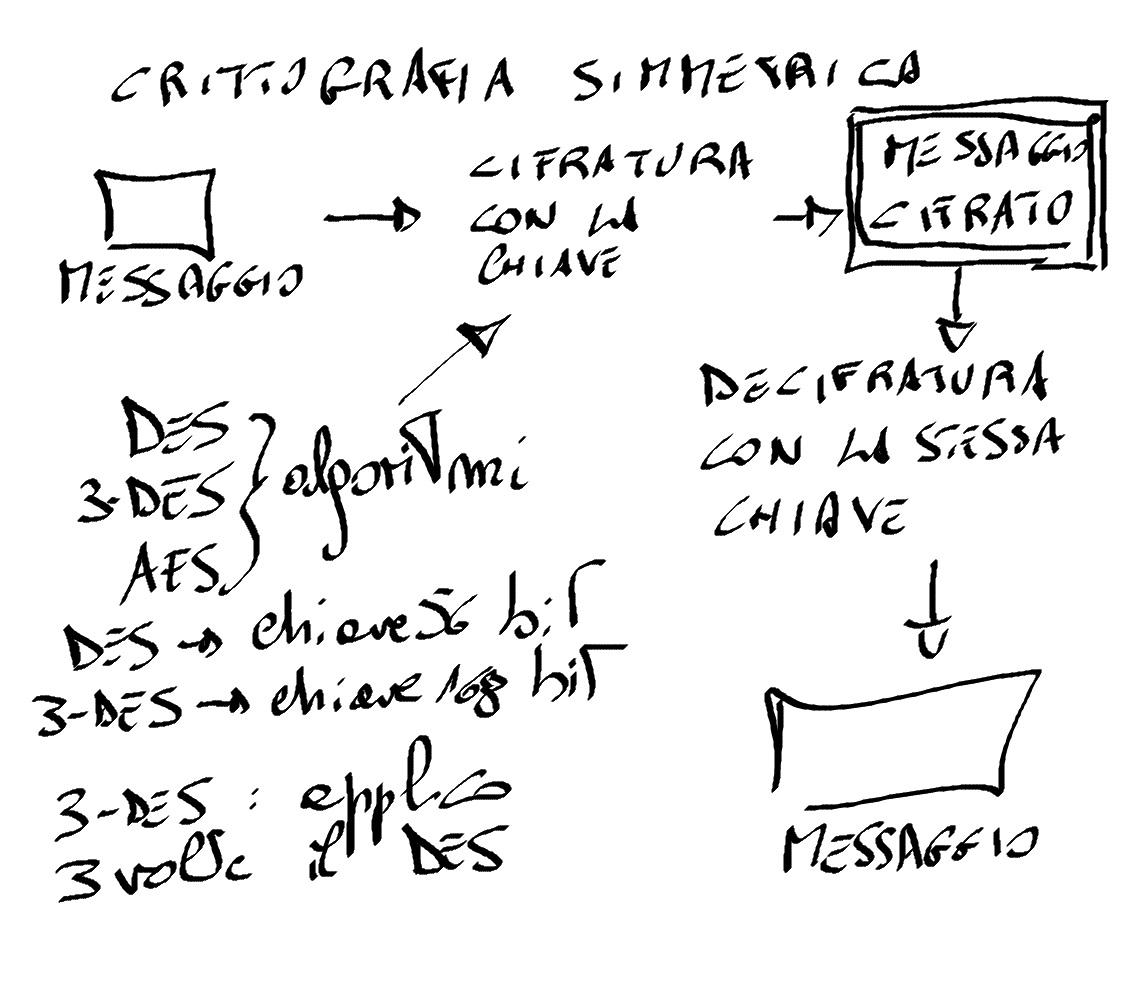 CRITTOGRAFIA SIMMETRICA
MESSAGGIO
CIFRATURA
CON LA
CHIAVE
MESSAGGIO
CIFRATO
DECIFRATURA
CON LA STESSA
CHIAVE
MESSAGGIO
DES
3-DES
AES
algoritmi
DES → chiave 56 bit
3-DES → chiave 168 bit
3-DES : applico
3 volte il DES